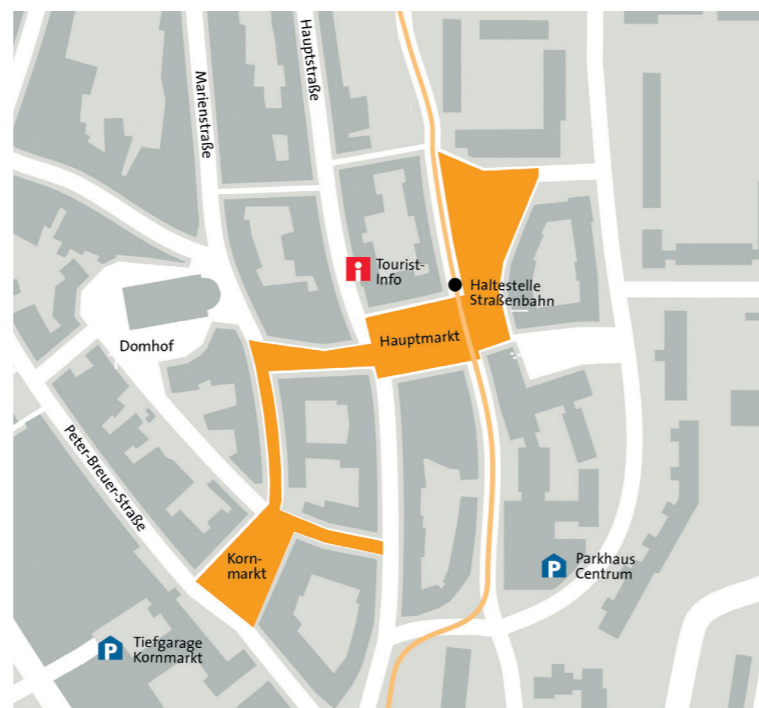 Marienstraße
Hauptstraße
Tourist-
Info
Haltestelle
Straßenbahn
Domhof
Hauptmarkt
Peter-Breuer-Straße
Korn-
markt
P
Parkhaus
Centrum
P
Tiefgarage
Kornmarkt